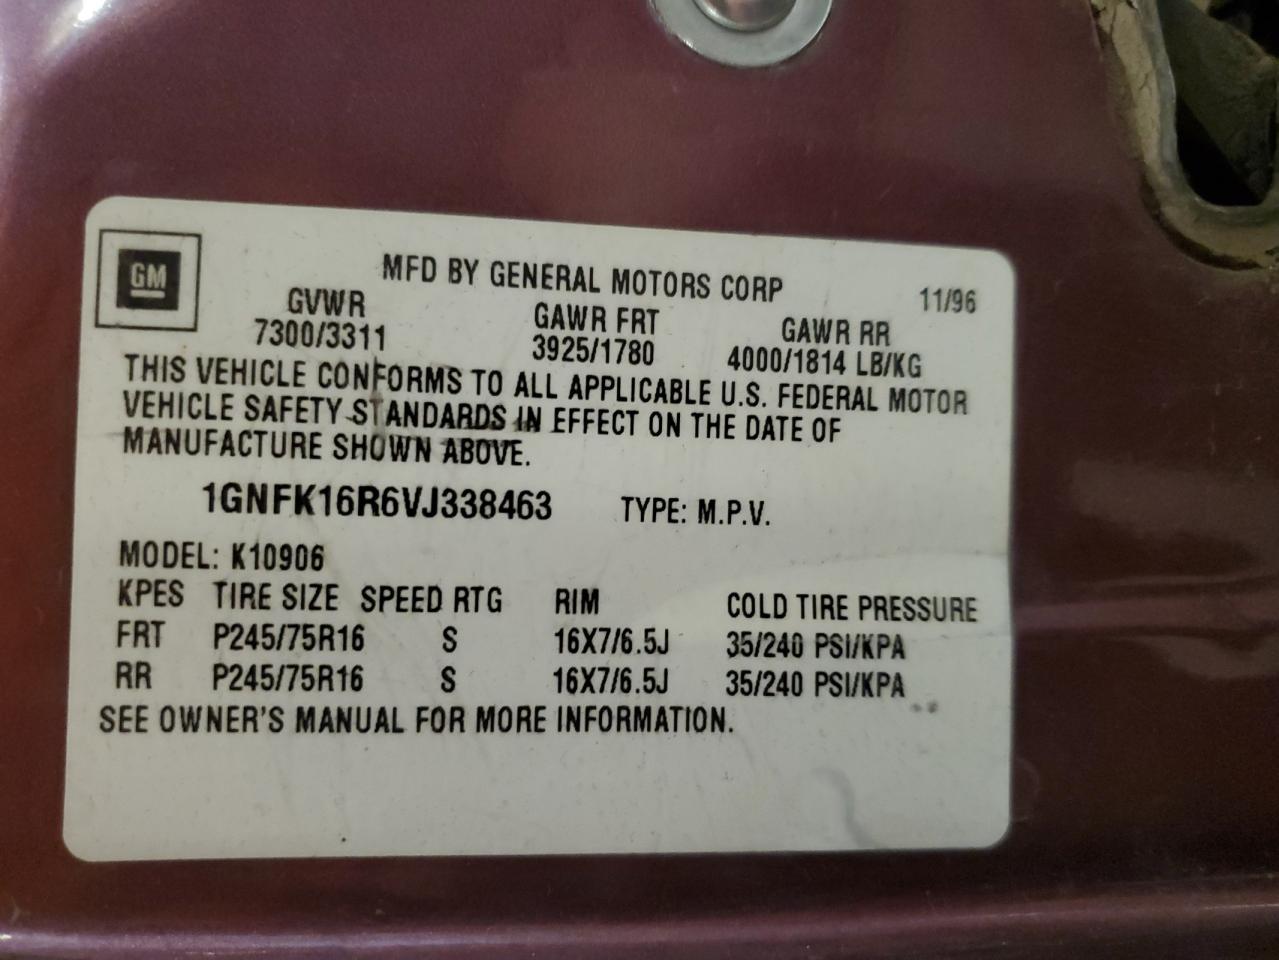 GM
MFD BY GENERAL MOTORS CORP 11/96
GVWR GAWR FRT GAWR RR
7300/3311 3925/1780 4000/1814 LB/KG
THIS VEHICLE CONFORMS TO ALL APPLICABLE U.S. FEDERAL MOTOR
VEHICLE SAFETY STANDARDS IN EFFECT ON THE DATE OF
MANUFACTURE SHOWN ABOVE.
1GNFK16R6VJ338463 TYPE: M.P.V.
MODEL: K10906
KPES TIRE SIZE SPEED RTG RIM COLD TIRE PRESSURE
FRT P245/75R16 S 16X7/6.5J 35/240 PSI/KPA
RR P245/75R16 S 16X7/6.5J 35/240 PSI/KPA
SEE OWNER'S MANUAL FOR MORE INFORMATION.